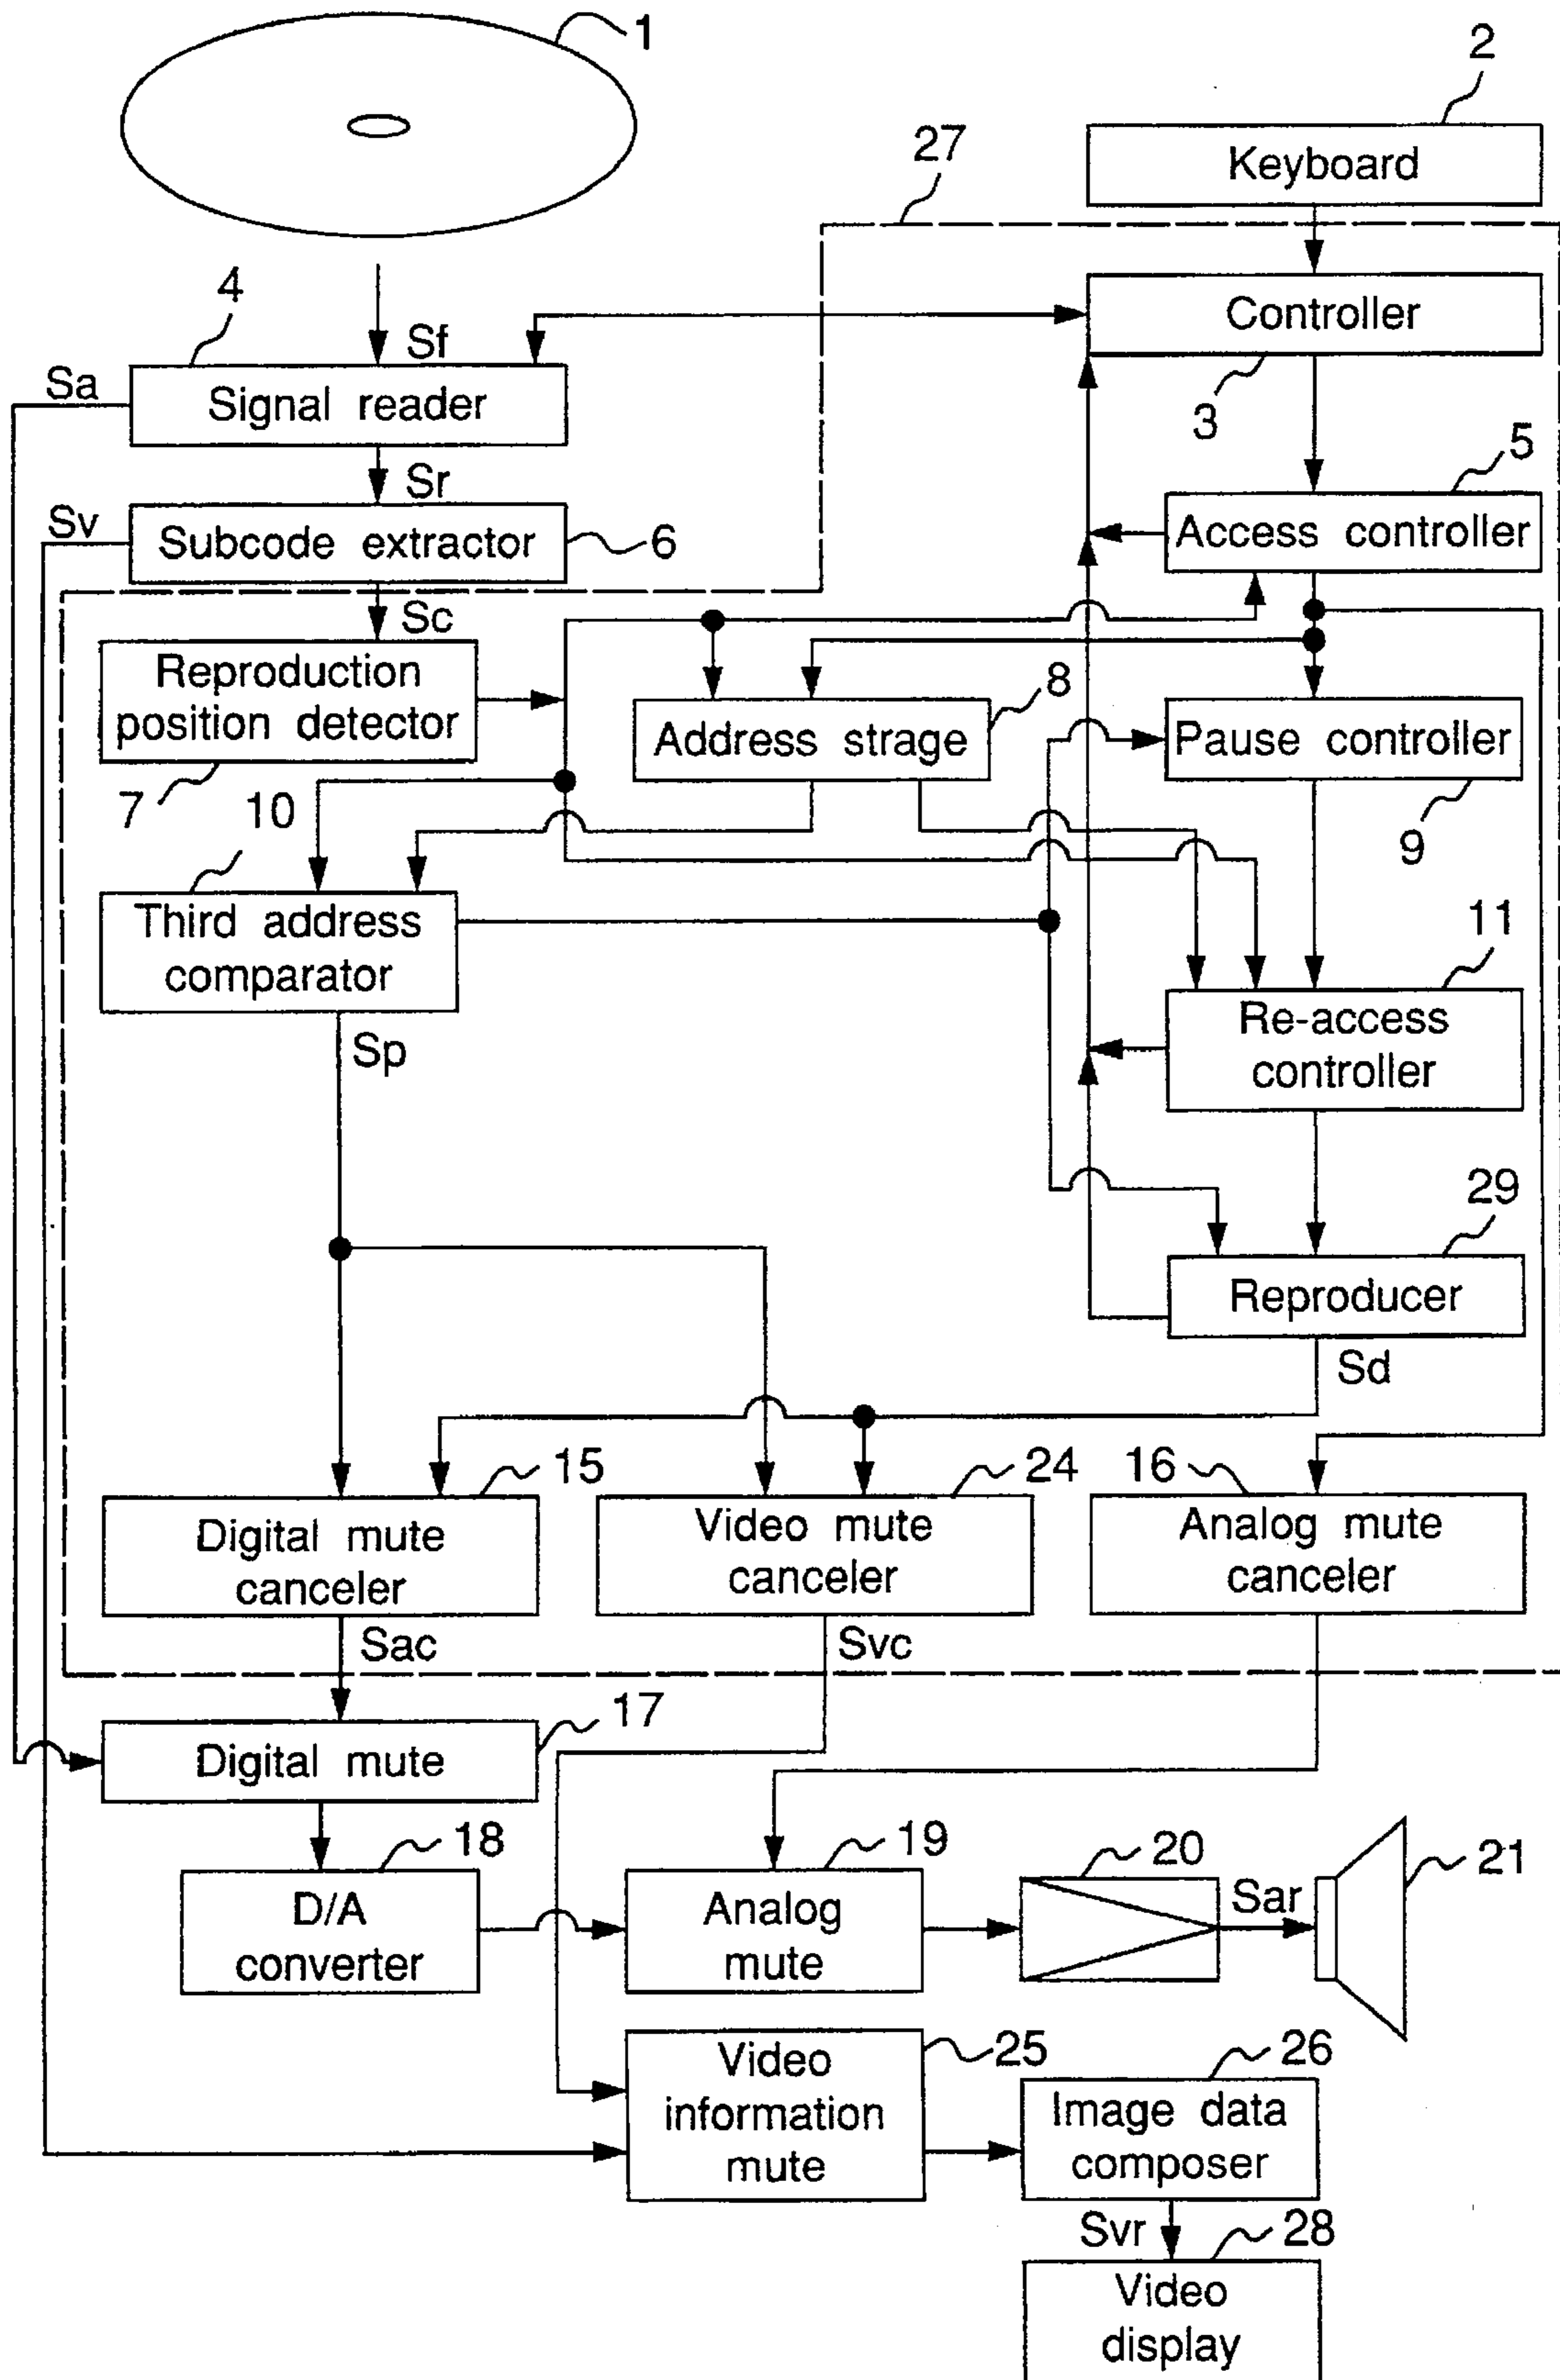 1
2
Keyboard
27
4
Sf
Controller
3
Sa
Signal reader
Sr
5
Sv
Subcode extractor
6
Access controller
Sc
Reproduction
position detector
7
8
Address strage
Pause controller
9
10
Third address
comparator
11
Re-access
controller
Sp
29
Reproducer
Sd
15
24
16
Digital mute
canceler
Video mute
canceler
Analog mute
canceler
Sac
Svc
17
Digital mute
18
19
20
21
D/A
converter
Analog
mute
Sar
25
Video
information
mute
26
Image data
composer
Svr
28
Video
display